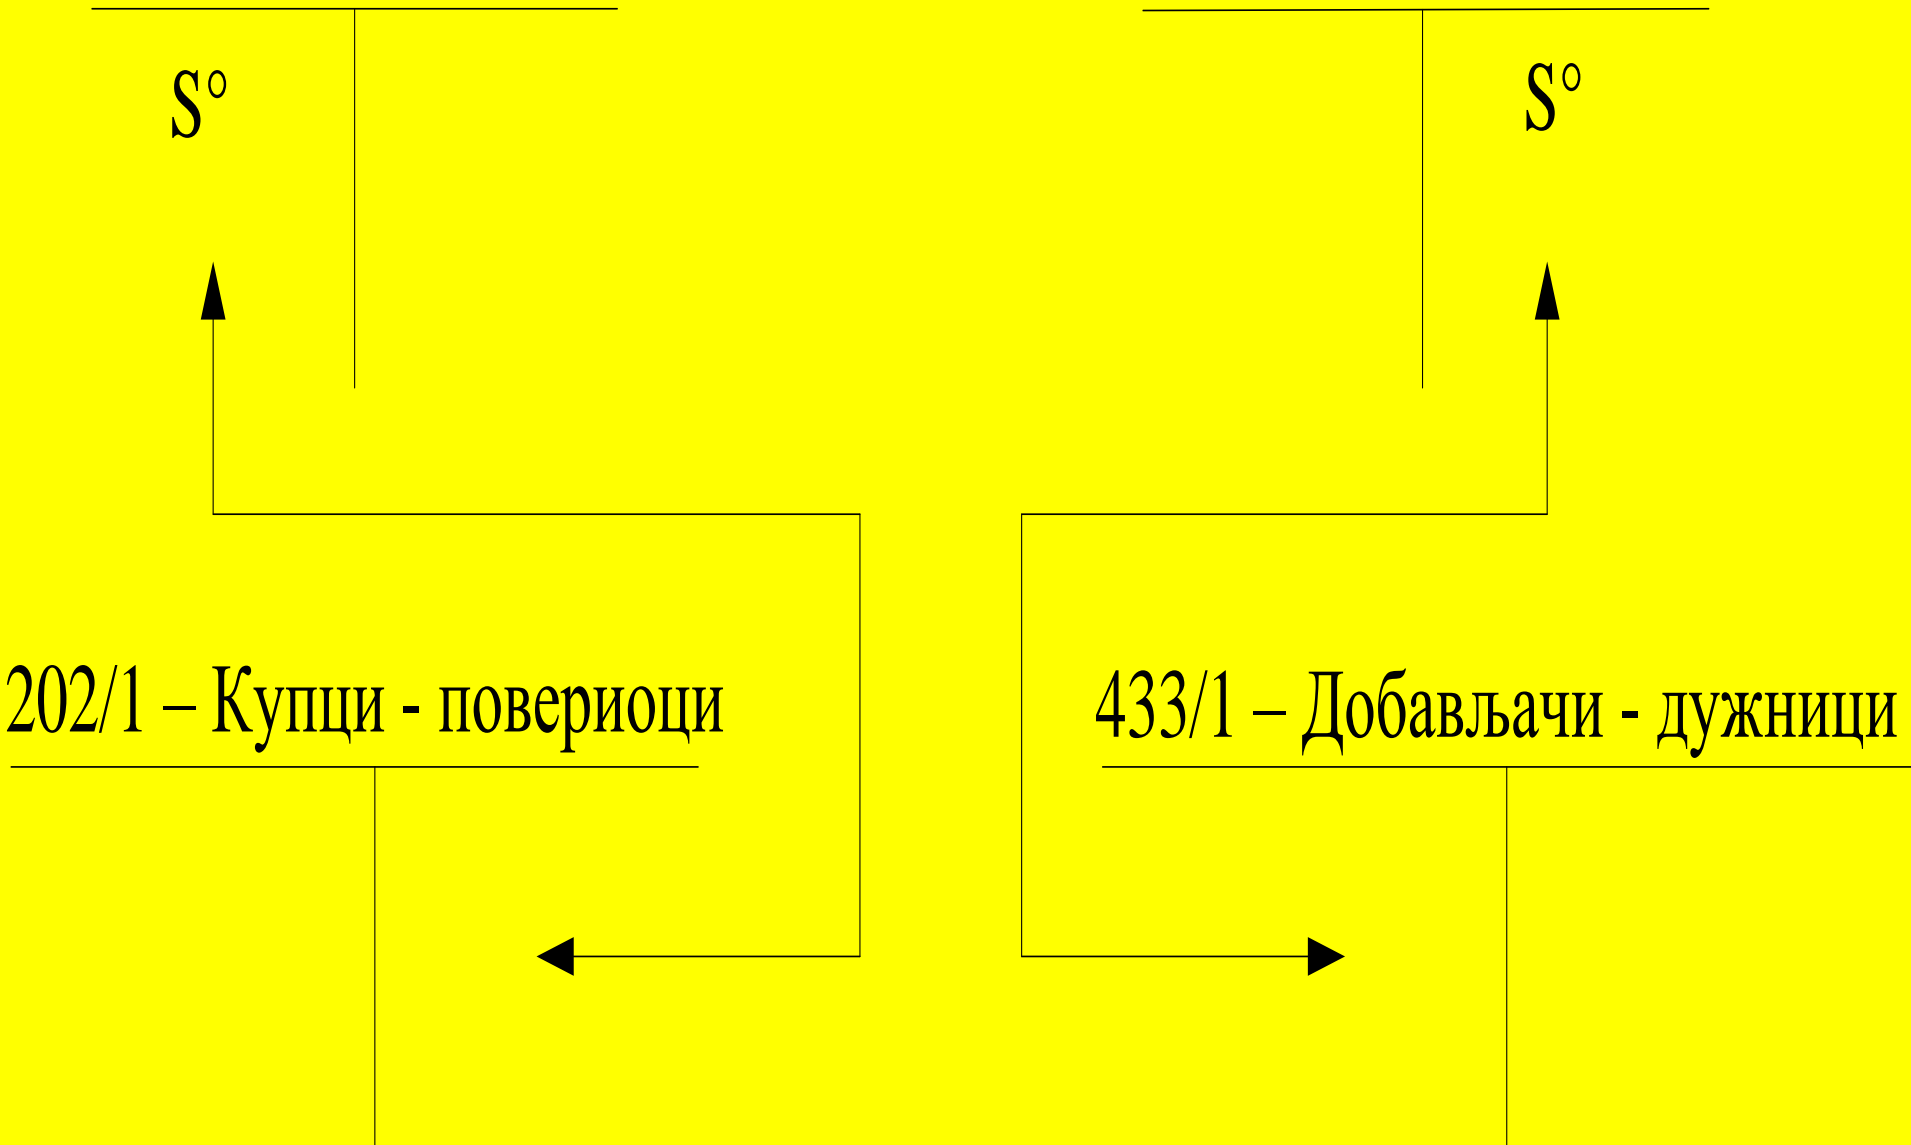 S°
S°
202/1 – Купци - повериоци
433/1 – Добављачи - дужници